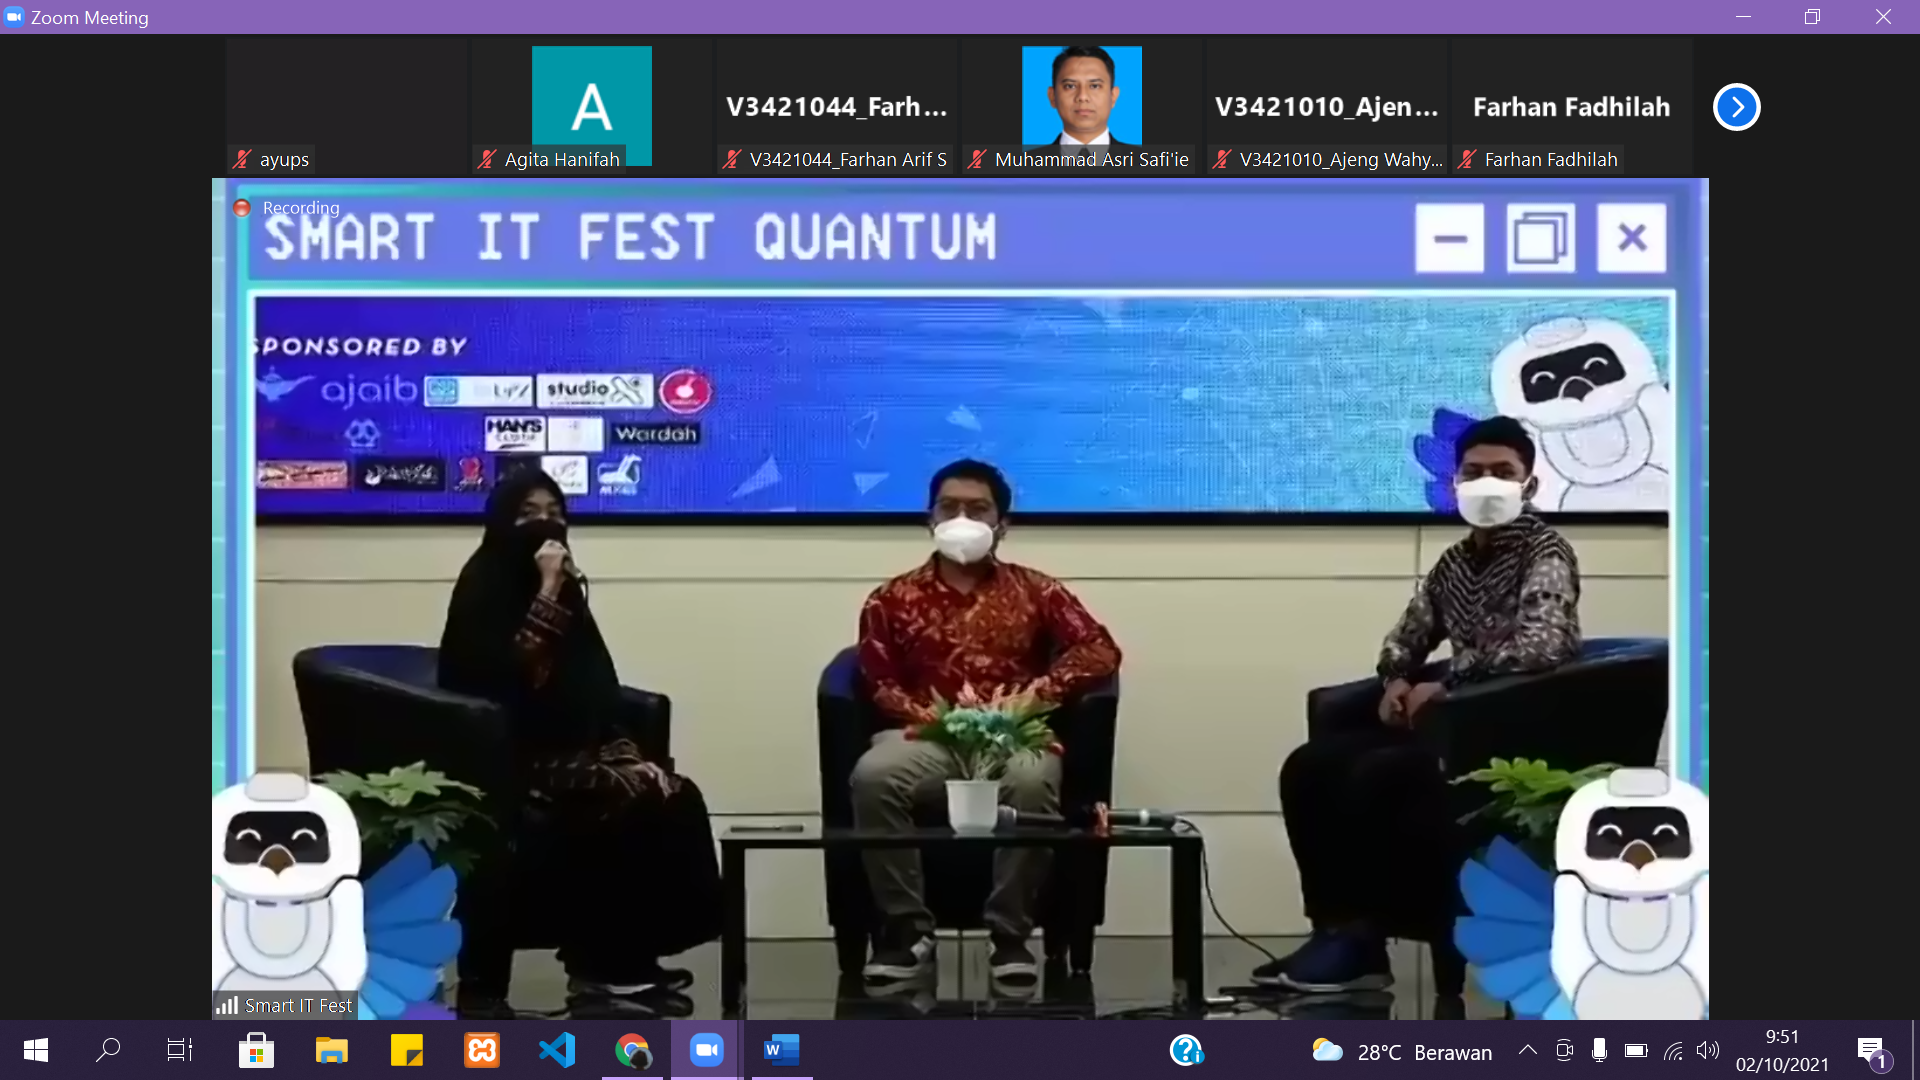 Zoom Meeting
A
V3421044_Farh...
V3421010_Ajen...
Farhan Fadhilah
ayups
Agita Hanifah
V3421044_Farhan Arif S
Muhammad Asri Safi'ie
V3421010_Ajeng Wahy...
Farhan Fadhilah
Recording
SMART IT FEST QUANTUM
SPONSORED BY
ajaib
studio
HAN'S
Wardah
Smart IT Fest
28°C Berawan
9:51
02/10/2021
1